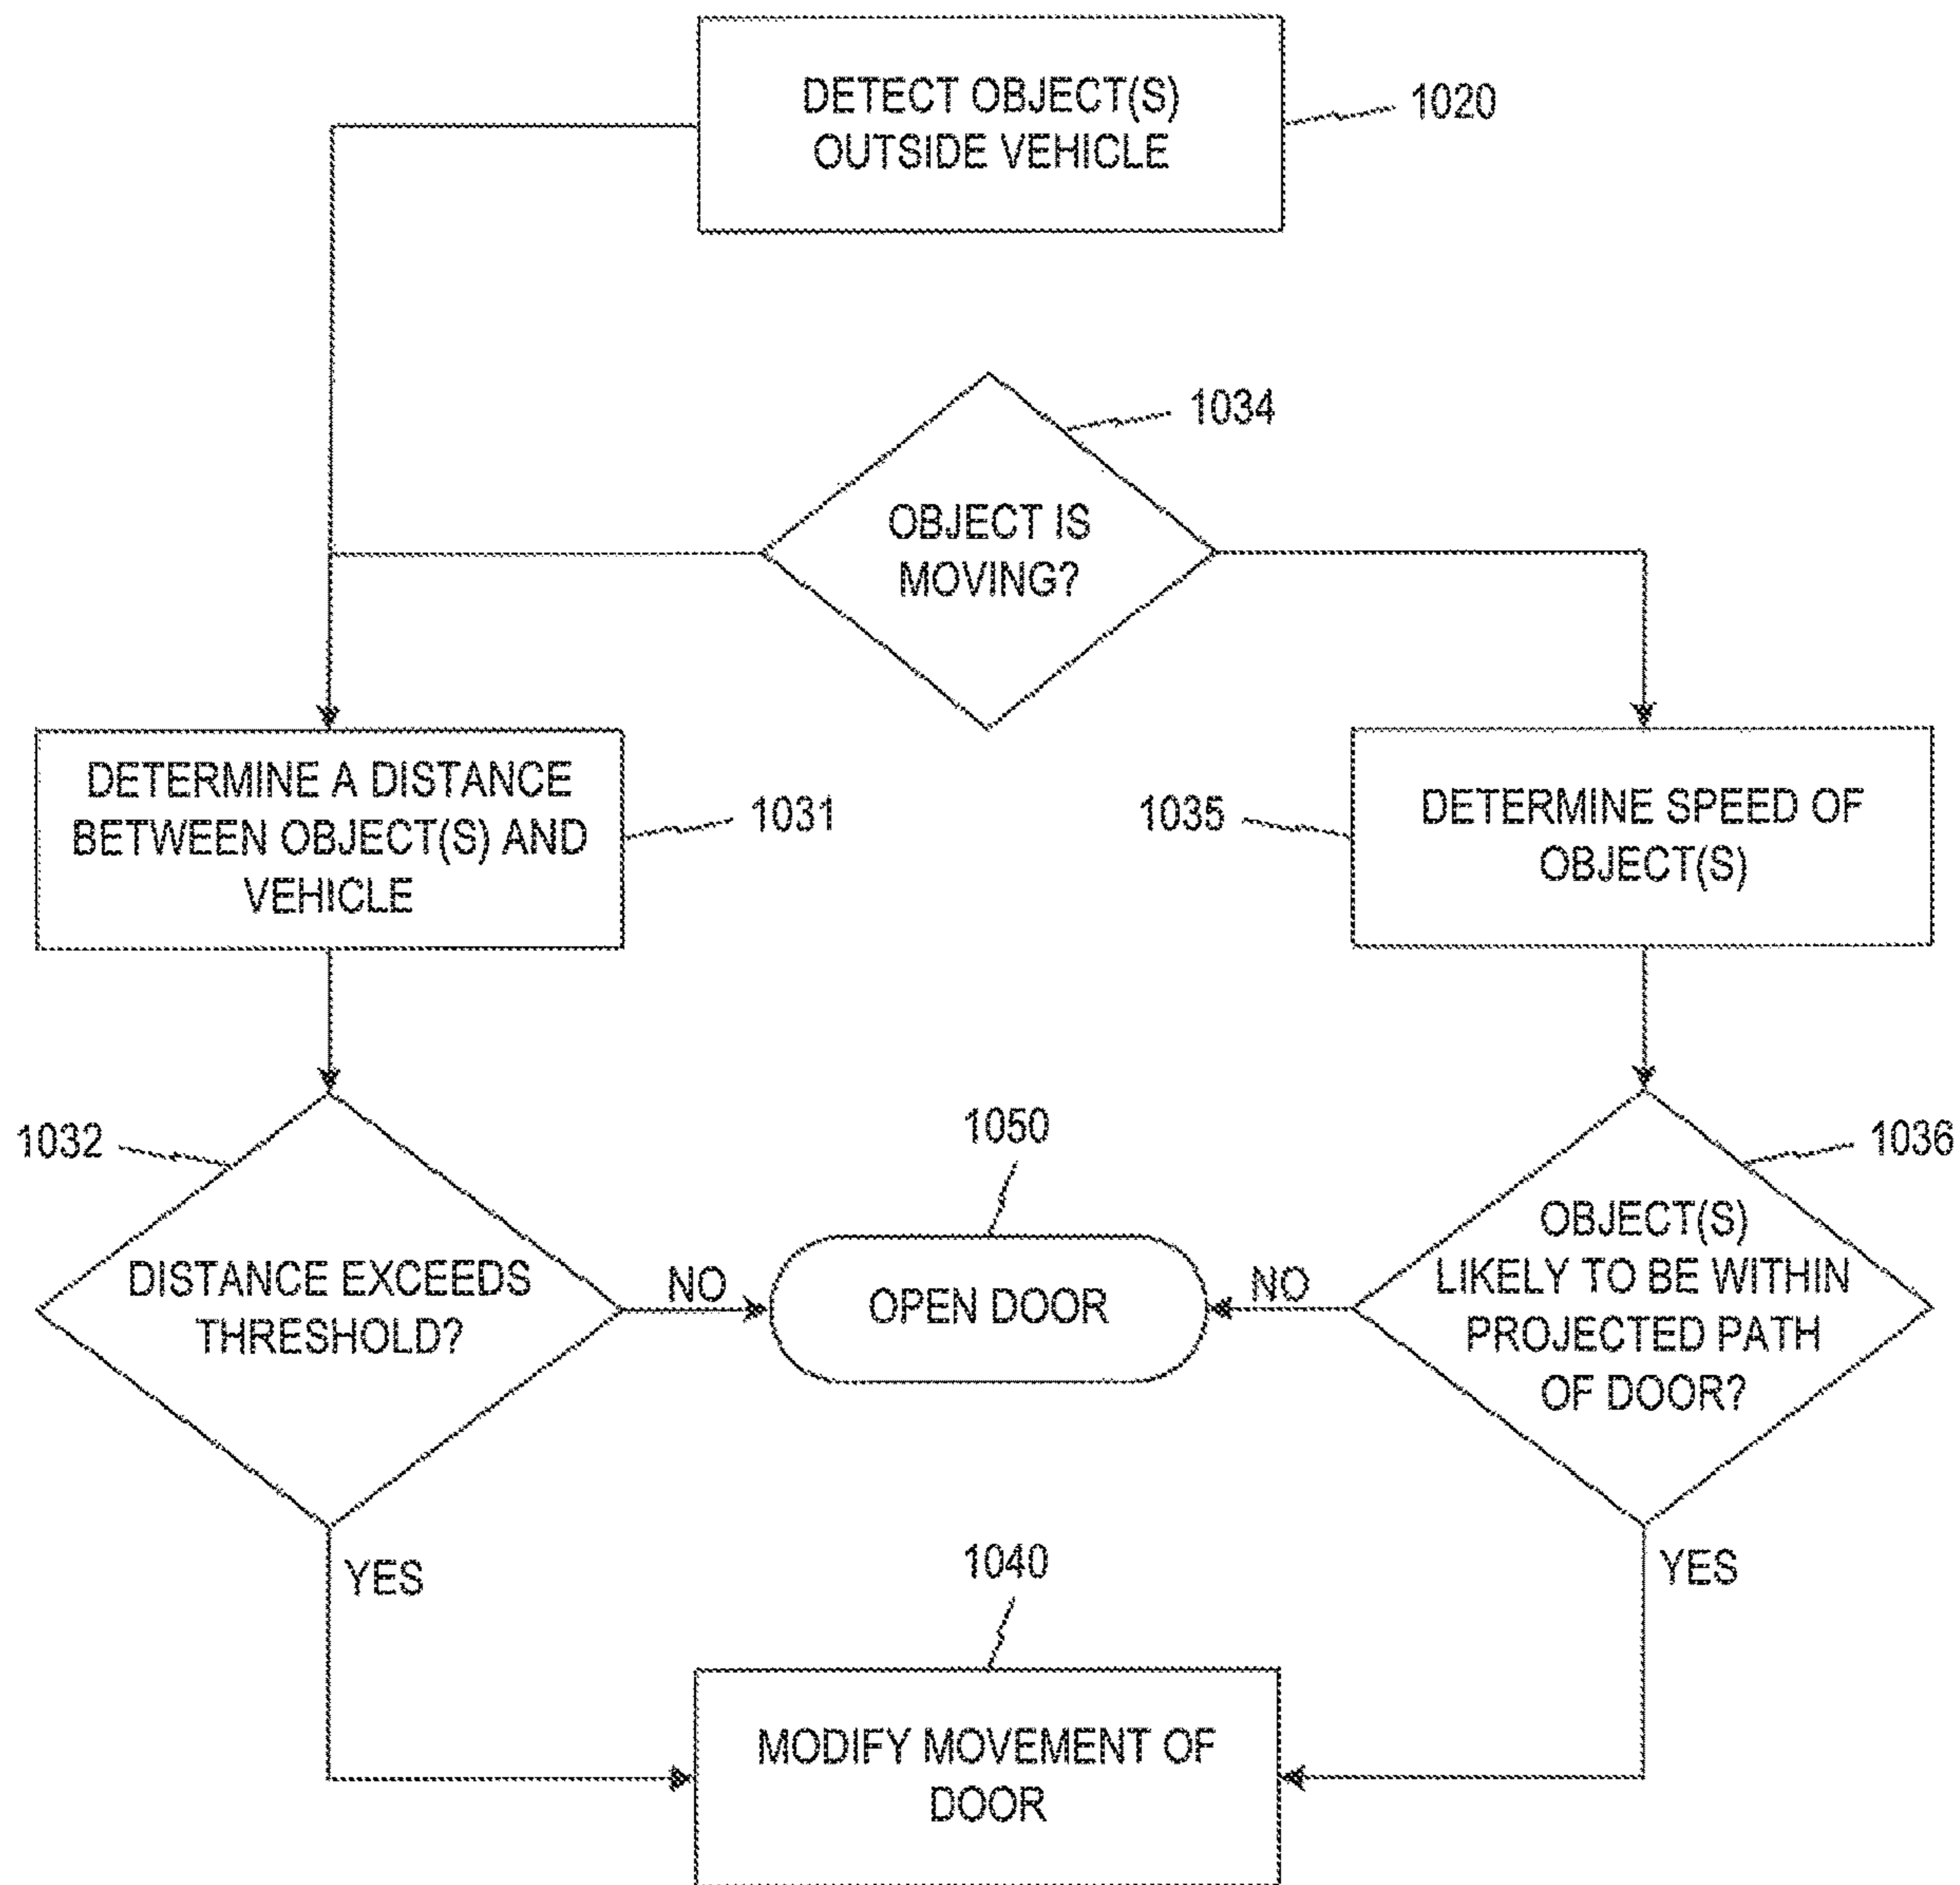 DETECT OBJECT(S)
OUTSIDE VEHICLE
1020
1034
OBJECT IS
MOVING?
DETERMINE A DISTANCE
BETWEEN OBJECT(S) AND
VEHICLE
1031
1035
DETERMINE SPEED OF
OBJECT(S)
1032
DISTANCE EXCEEDS
THRESHOLD?
NO
1050
OPEN DOOR
NO
1036
OBJECT(S)
LIKELY TO BE WITHIN
PROJECTED PATH
OF DOOR?
YES
1040
YES
MODIFY MOVEMENT OF
DOOR